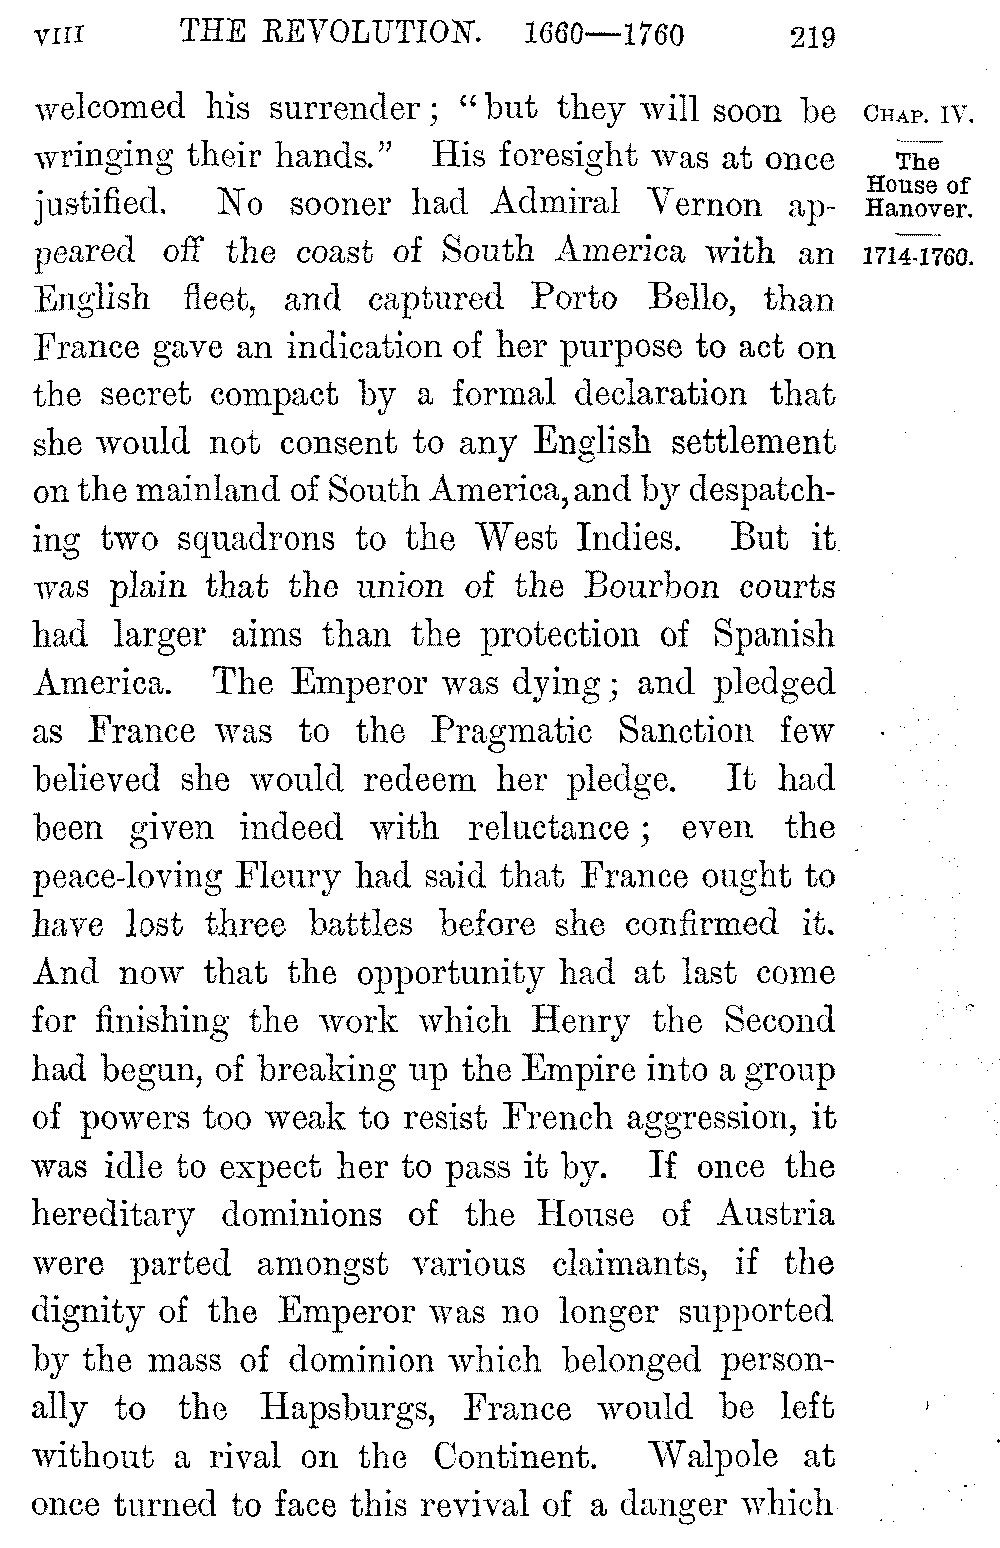 VIII THE REVOLUTION. 1660—1760 219
welcomed his surrender; “but they will soon be
wringing their hands.” His foresight was at once
justified. No sooner had Admiral Vernon ap-
peared off the coast of South America with an
English fleet, and captured Porto Bello, than
France gave an indication of her purpose to act on
the secret compact by a formal declaration that
she would not consent to any English settlement
on the mainland of South America, and by despatch-
ing two squadrons to the West Indies. But it
was plain that the union of the Bourbon courts
had larger aims than the protection of Spanish
America. The Emperor was dying; and pledged
as France was to the Pragmatic Sanction few
believed she would redeem her pledge. It had
been given indeed with reluctance; even the
peace-loving Fleury had said that France ought to
have lost three battles before she confirmed it.
And now that the opportunity had at last come
for finishing the work which Henry the Second
had begun, of breaking up the Empire into a group
of powers too weak to resist French aggression, it
was idle to expect her to pass it by. If once the
hereditary dominions of the House of Austria
were parted amongst various claimants, if the
dignity of the Emperor was no longer supported
by the mass of dominion which belonged person-
ally to the Hapsburgs, France would be left
without a rival on the Continent. Walpole at
once turned to face this revival of a danger which
CHAP. IV.
The
House of
Hanover.
1714-1760.